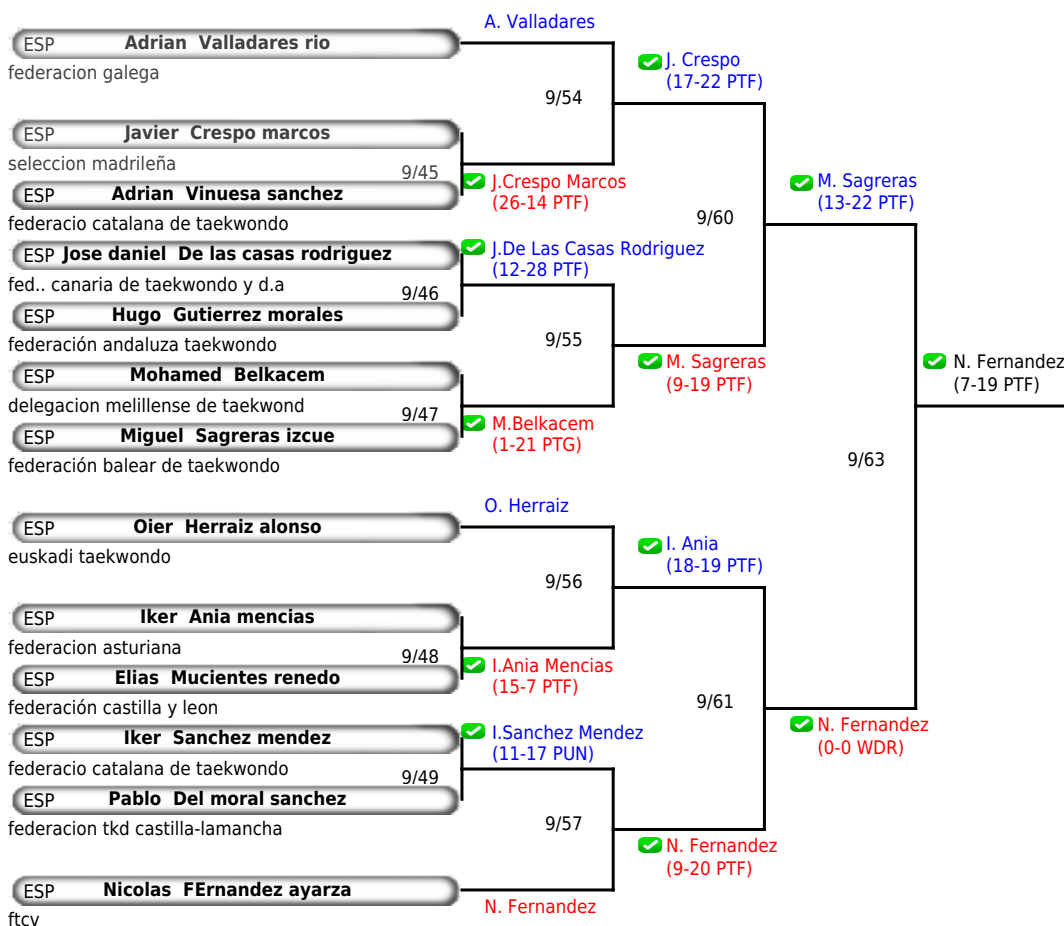 A. Valladares
ESP Adrian Valladares rio
federacion galega
J. Crespo
(17-22 PTF)
9/54
ESP Javier Crespo marcos
seleccion madrileña
9/45
J.Crespo Marcos
(26-14 PTF)
ESP Adrian Vinuesa sanchez
federacio catalana de taekwondo
M. Sagreras
(13-22 PTF)
9/60
ESP Jose daniel De las casas rodriguez
fed.. canaria de taekwondo y d.a
J.De Las Casas Rodriguez
(12-28 PTF)
9/46
ESP Hugo Gutierrez morales
federación andaluza taekwondo
9/55
M. Sagreras
(9-19 PTF)
N. Fernandez
(7-19 PTF)
ESP Mohamed Belkacem
delegacion melillense de taekwond
9/47
M.Belkacem
(1-21 PTG)
ESP Miguel Sagreras izcue
federación balear de taekwondo
9/63
O. Herraiz
ESP Oier Herraiz alonso
euskadi taekwondo
I. Ania
(18-19 PTF)
9/56
ESP Iker Ania mencias
federacion asturiana
9/48
I.Ania Mencias
(15-7 PTF)
ESP Elias Mucientes renedo
federación castilla y leon
9/61
N. Fernandez
(0-0 WDR)
ESP Iker Sanchez mendez
federacio catalana de taekwondo
I.Sanchez Mendez
(11-17 PUN)
9/49
ESP Pablo Del moral sanchez
federacion tkd castilla-lamancha
9/57
N. Fernandez
(9-20 PTF)
ESP Nicolas FErnandez ayarza
ftcv
N. Fernandez